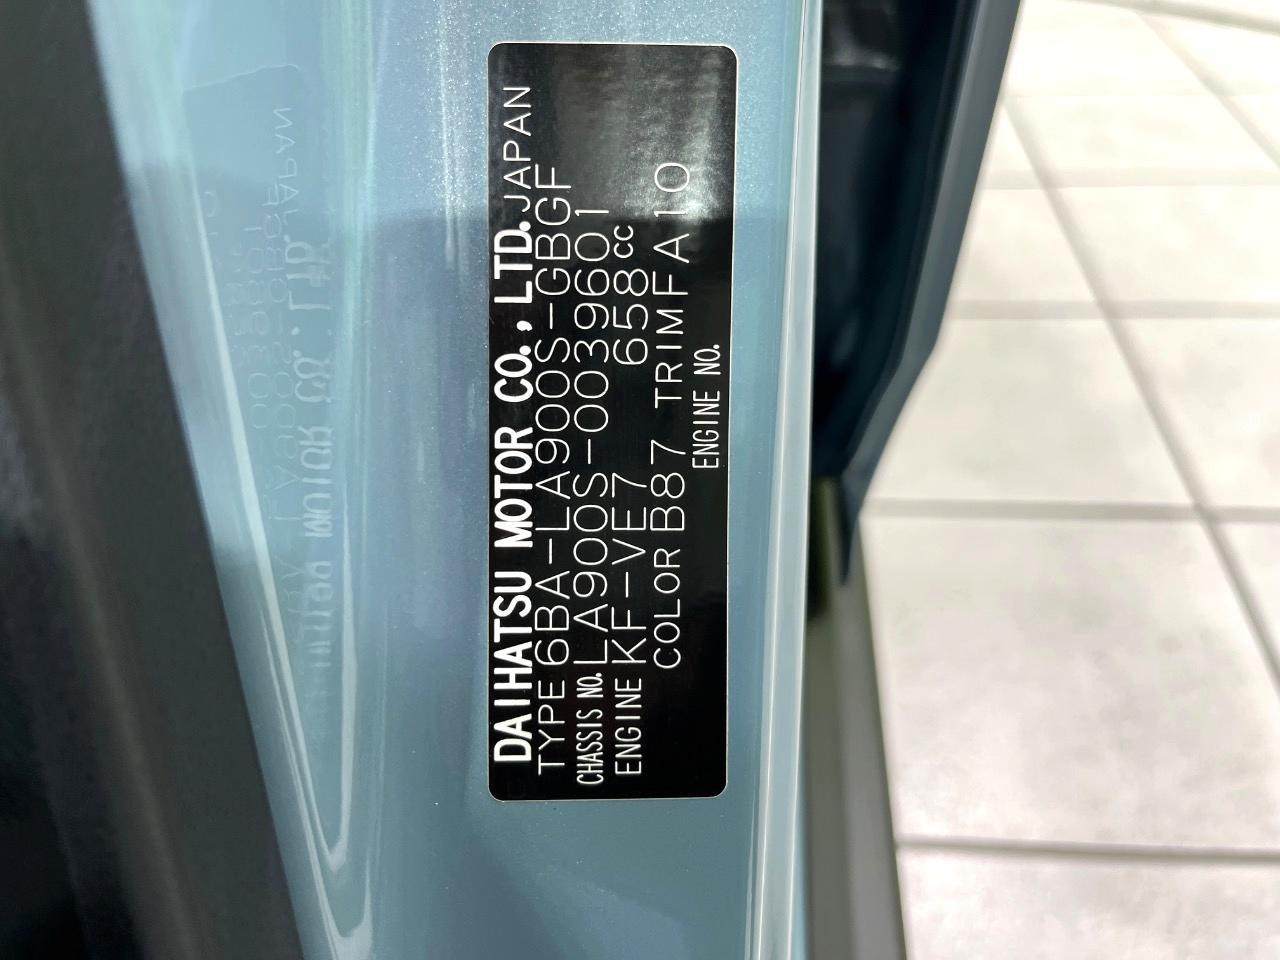 DAIHATSU MOTOR CO., LTD. JAPAN
TYPE 6BA-LA900S-GBGF
CHASSIS NO. LA900S-0039601
ENGINE KF-VE7 658CC
COLOR B87 TRIM FA10
ENGINE NO.